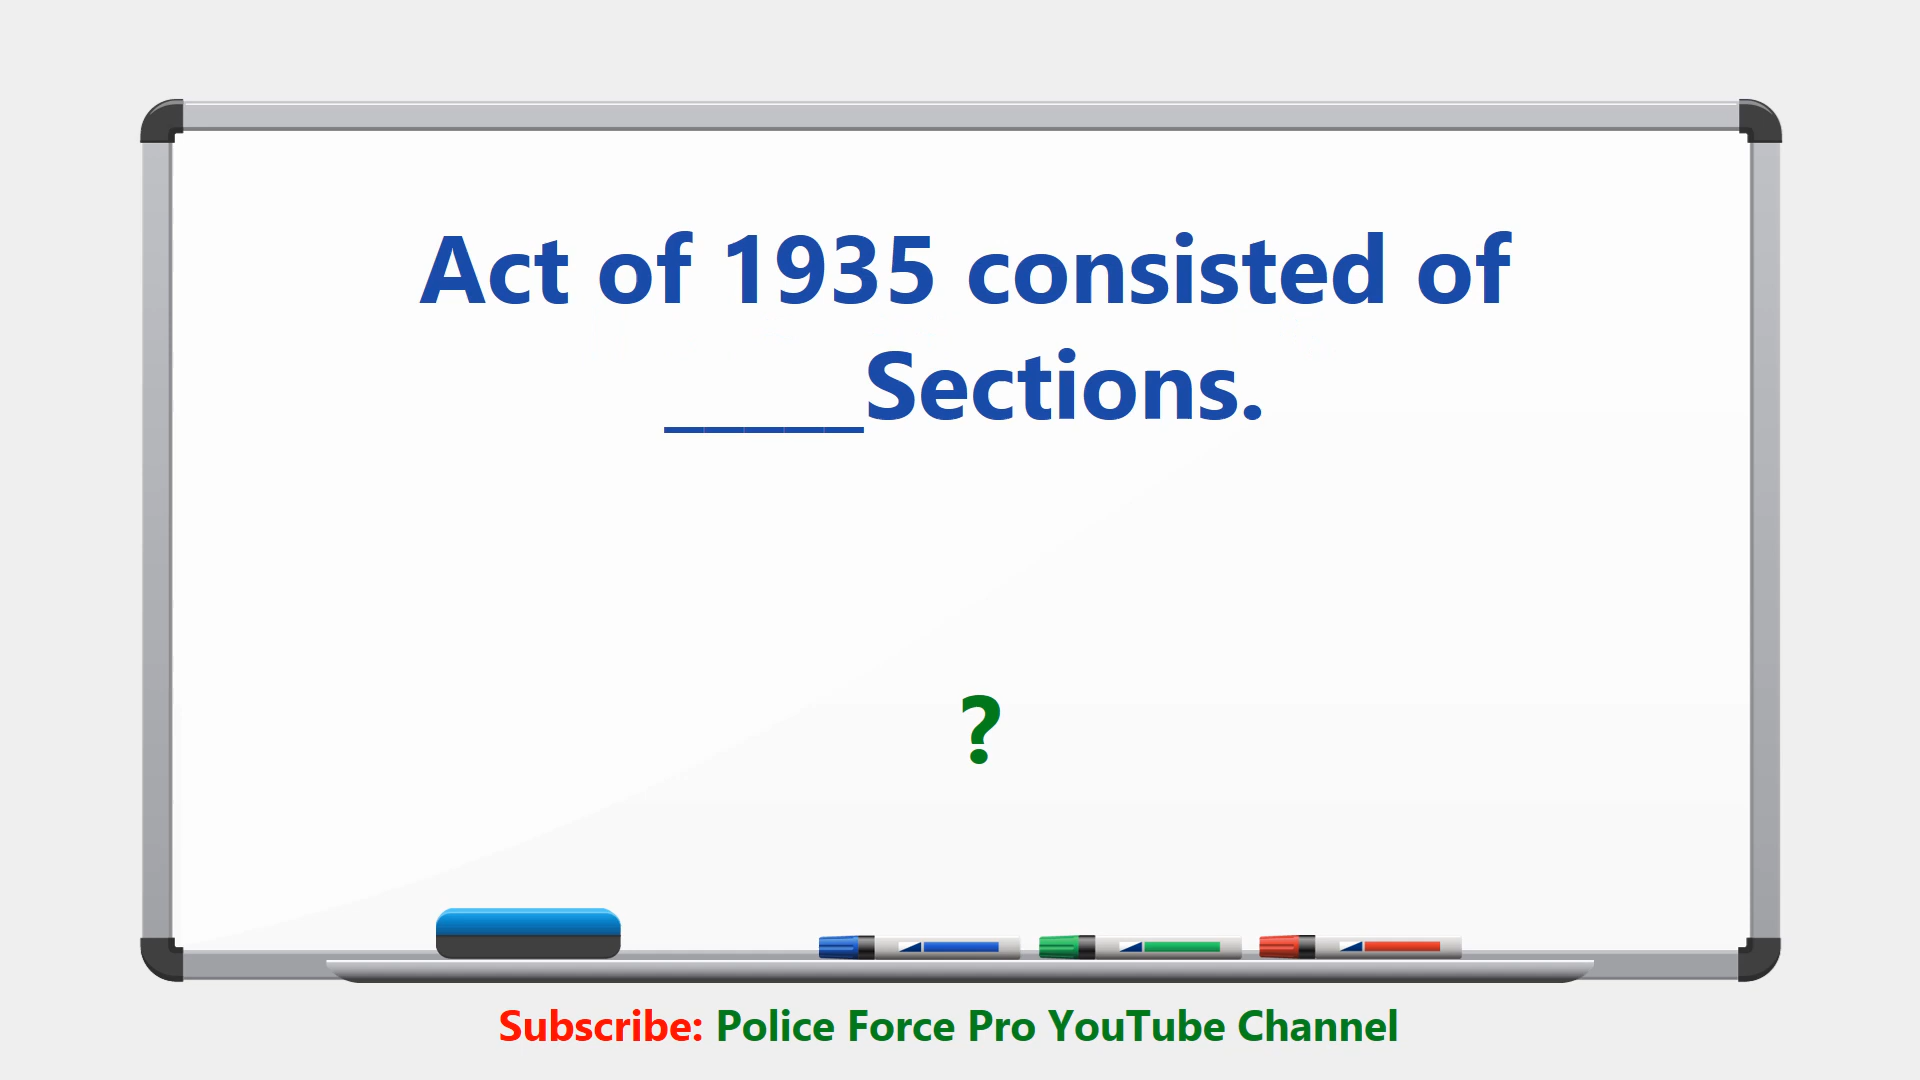 Act of 1935 consisted of
_____Sections.
?
Subscribe: Police Force Pro YouTube Channel